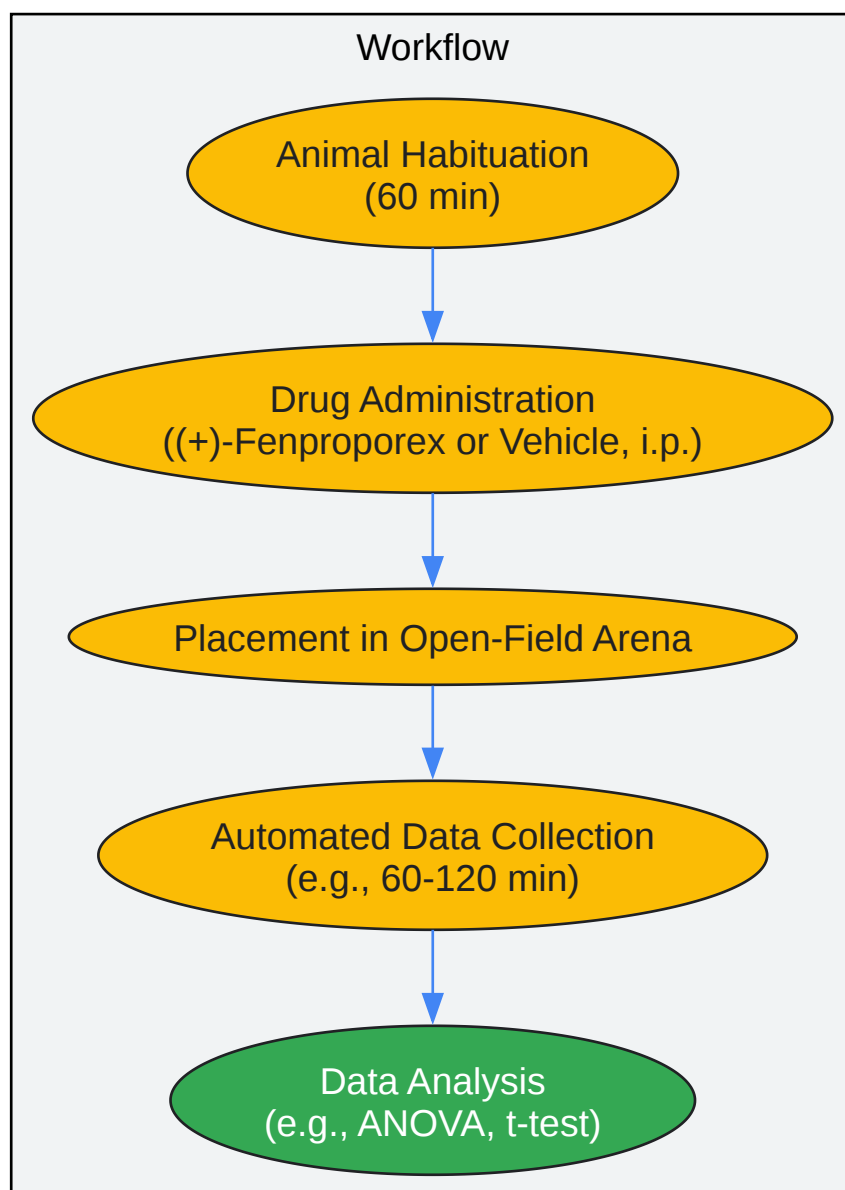 Workflow
Animal Habituation
(60 min)
Drug Administration
((+)-Fenproporex or Vehicle, i.p.)
Placement in Open-Field Arena
Automated Data Collection
(e.g., 60-120 min)
Data Analysis
(e.g., ANOVA, t-test)